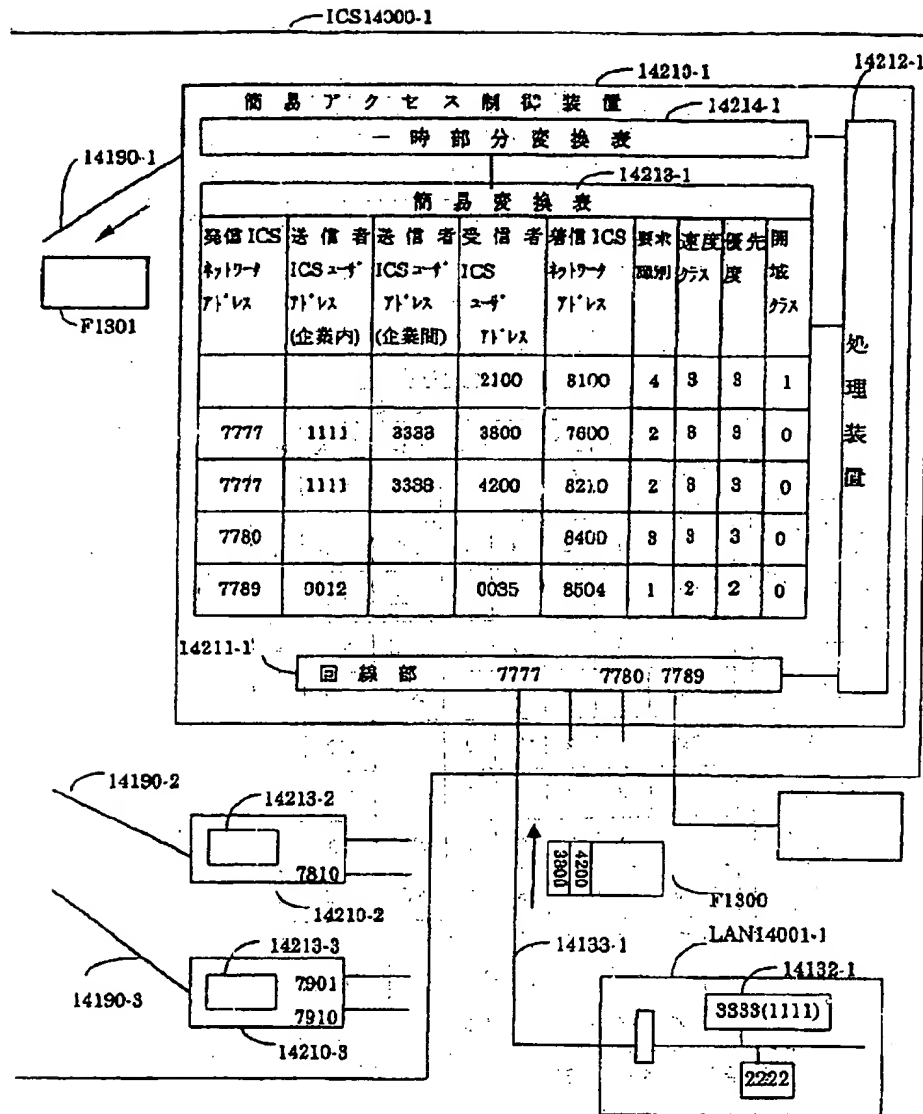 ICS14000-1
14210-1
14212-1
簡易アクセス制御装置
14214-1
一時部分変換表
14190-1
14213-1
簡易変換表
発信ICS ネットワーク アドレス
送信者 ICSユーザ アドレス (企業内)
送信者 ICSユーザ アドレス (企業間)
受信者 ICS ユーザ アドレス
着信ICS ネットワーク アドレス
要求識別
速度クラス
優先度
閉域クラス
F1301
処理装置
2100 8100 4 3 3 1
7777 1111 3333 3800 7600 2 3 3 0
7777 1111 3333 4200 8210 2 3 3 0
7780 8400 3 3 3 0
7789 0012 0035 8504 1 2 2 0
14211-1
回線部 7777 7780 7789
14190-2
14213-2
7810
14210-2
4200
3800
F1300
14133-1
LAN14001-1
14213-3
14132-1
7901
3333(1111)
14190-3
7910
14210-3
2222